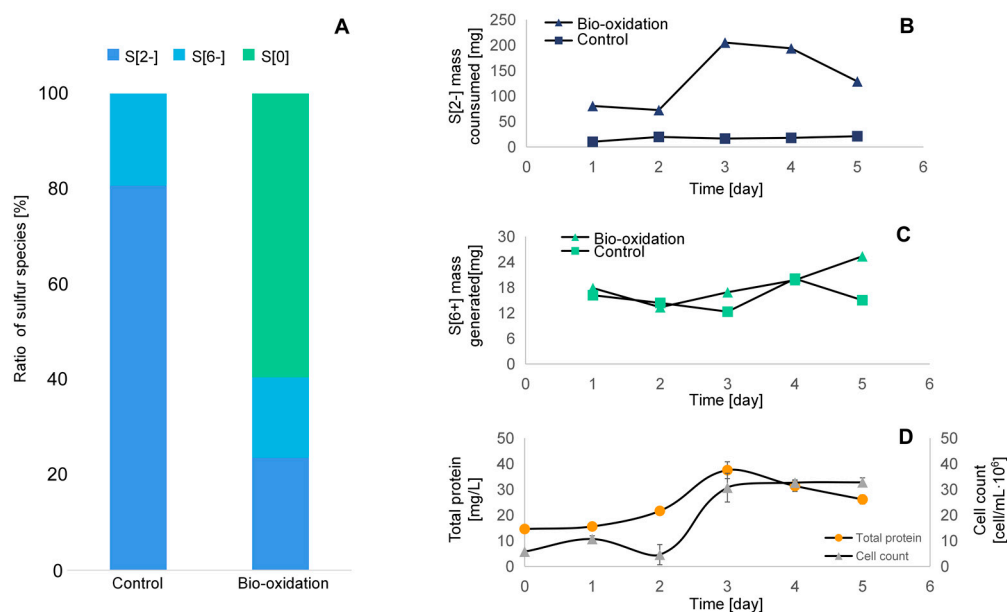 A
S[2-] S[6-] S[0]
Ratio of sulfur species [%]
100
80
60
40
20
0
Control Bio-oxidation
B
Bio-oxidation
Control
S[2-] mass
counsumed [mg]
250
200
150
100
50
0
0 1 2 3 4 5 6
Time [day]
C
Bio-oxidation
Control
S[6+] mass
generated[mg]
30
24
18
12
6
0
0 1 2 3 4 5 6
Time [day]
D
Total protein
[mg/L]
50
40
30
20
10
0
50
40
30
20
10
0
Cell count
[cell/mL·10⁶]
Total protein
Cell count
0 1 2 3 4 5 6
Time [day]